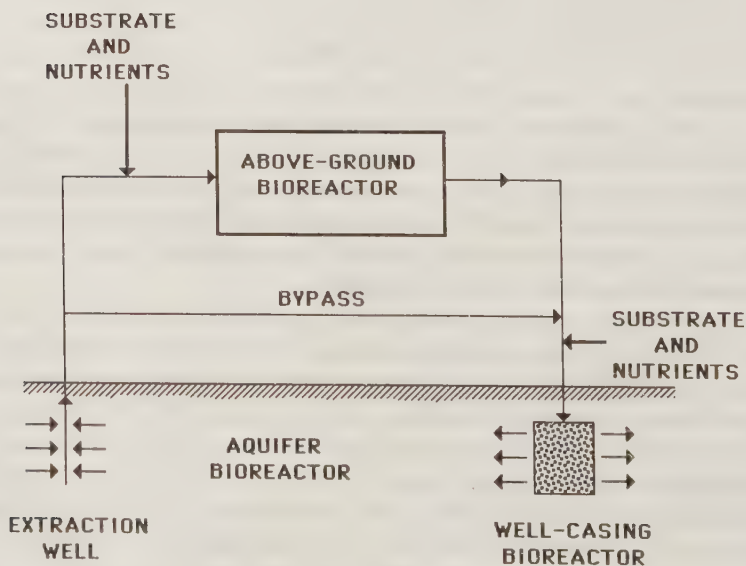 SUBSTRATE
AND
NUTRIENTS
ABOVE-GROUND
BIOREACTOR
BYPASS
SUBSTRATE
AND
NUTRIENTS
AQUIFER
BIOREACTOR
EXTRACTION
WELL
WELL-CASING
BIOREACTOR